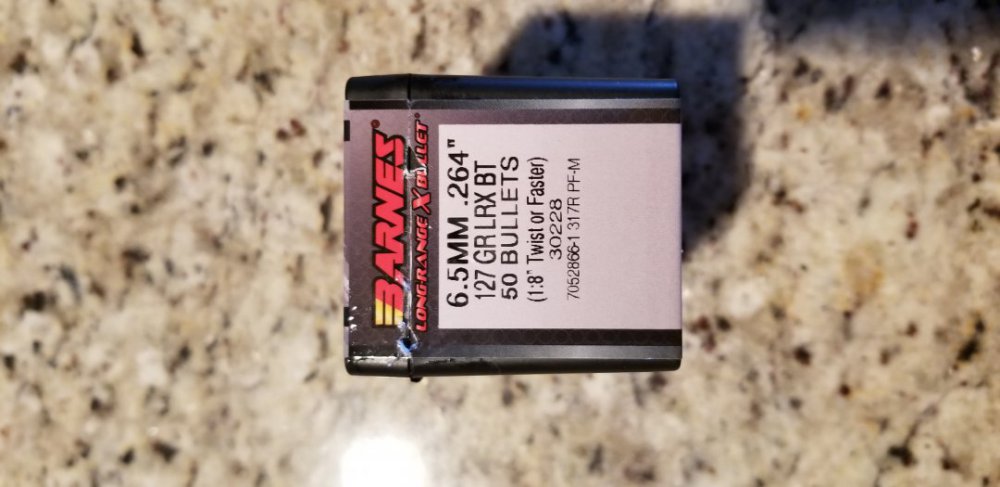 BARNES®
LONG RANGE X BULLET®
6.5MM .264"
127 GR LRX BT
50 BULLETS
(1:8" Twist or Faster)
30228
7052866-1 317R PF-M